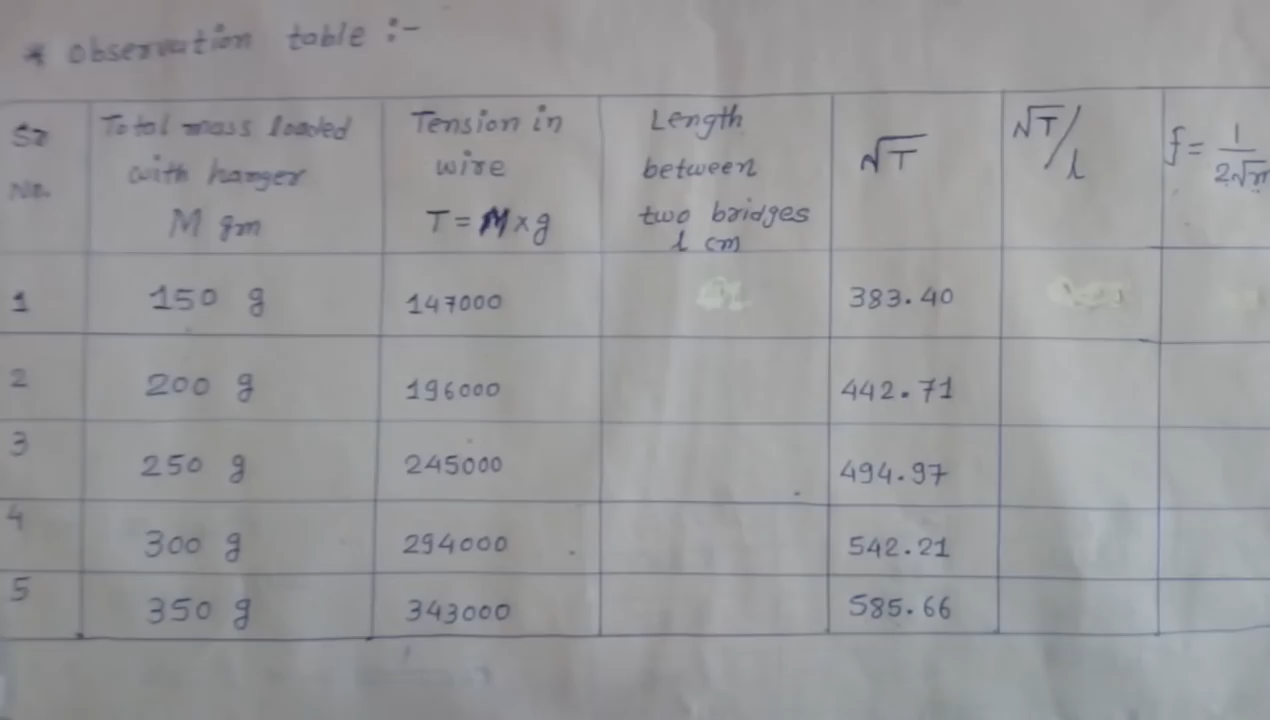 * Observation table :-
Sr No. | Total mass loaded with hanger M gm | Tension in wire T = M×g | Length between two bridges l cm | √T | √T/l | f = 1/2√m
1 | 150 g | 147000 | | 383.40 | |
2 | 200 g | 196000 | | 442.71 | |
3 | 250 g | 245000 | | 494.97 | |
4 | 300 g | 294000 | | 542.21 | |
5 | 350 g | 343000 | | 585.66 | |